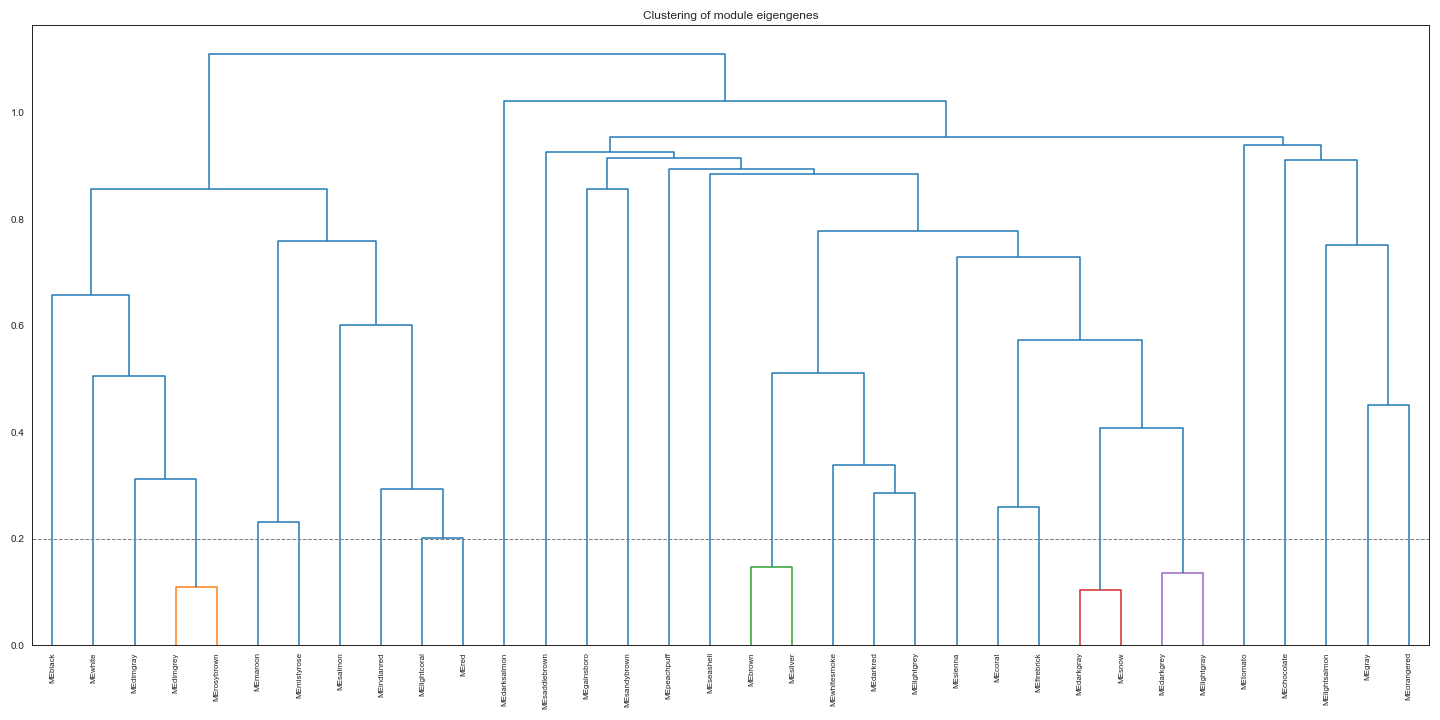 Clustering of module eigengenes
1.0
0.8
0.6
0.4
0.2
0.0
MEblack
MEwhite
MEdimgray
MEdimgrey
MErosybrown
MEmaroon
MEmistyrose
MEsalmon
MEindianred
MElightcoral
MEred
MEdarksalmon
MEsaddlebrown
MEgainsboro
MEsandybrown
MEpeachpuff
MEseashell
MEbrown
MEsilver
MEwhitesmoke
MEdarkred
MElightgrey
MEsienna
MEcoral
MEfirebrick
MEdarkgray
MEsnow
MEdarkgrey
MElightgray
MEtomato
MEchocolate
MElightsalmon
MEgray
MEorangered